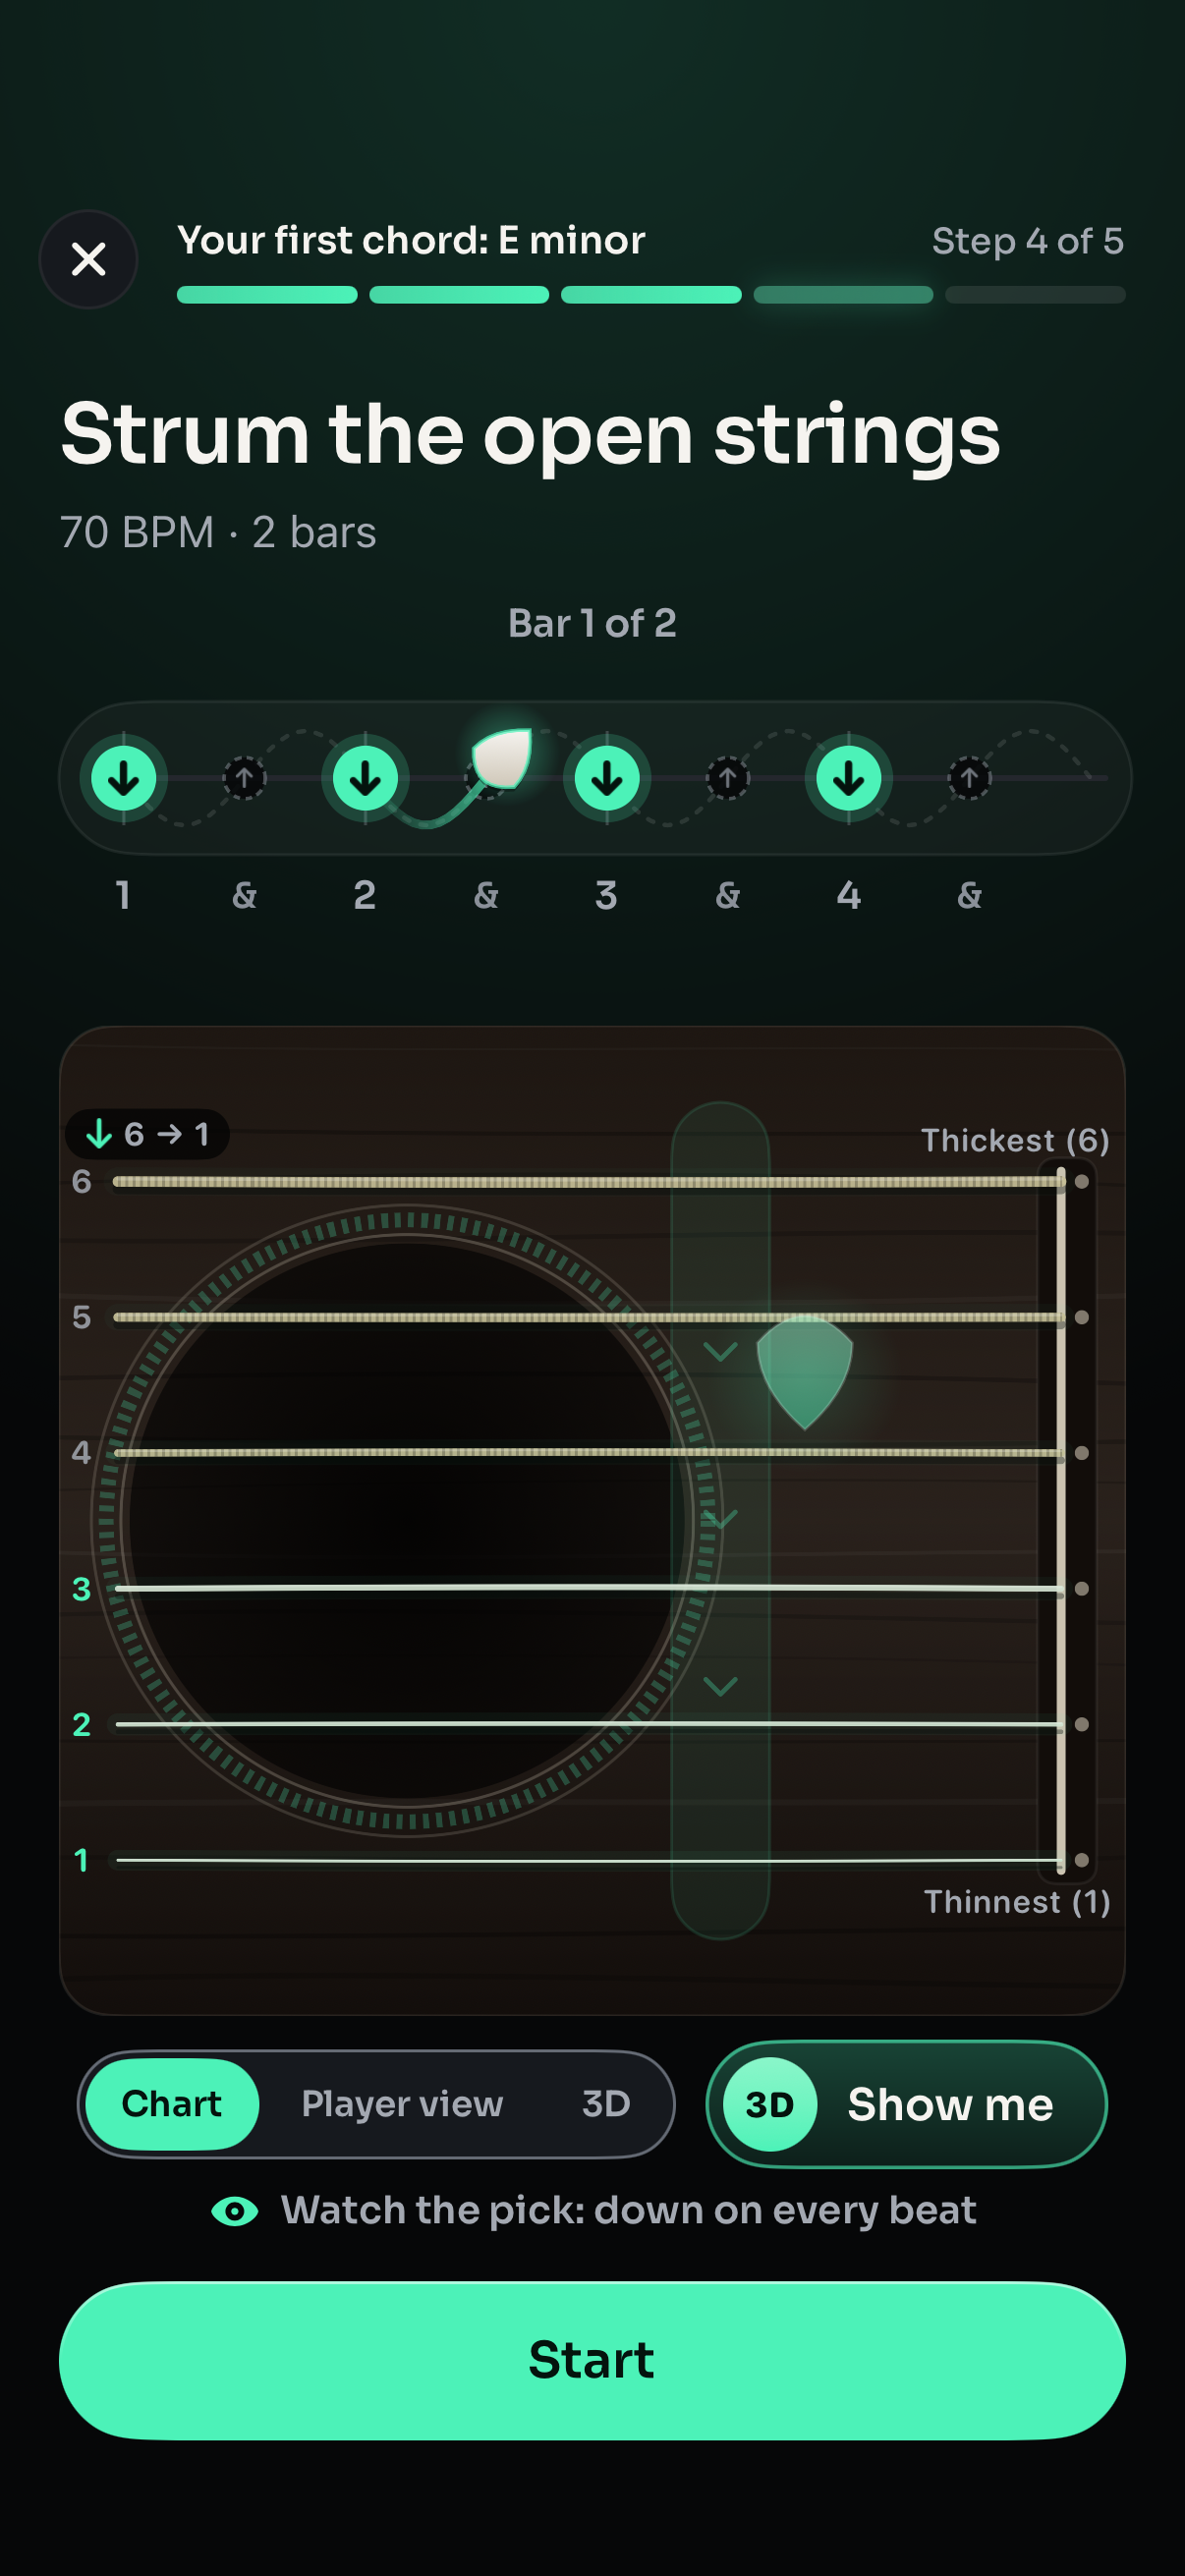 Your first chord: E minor
Step 4 of 5
Strum the open strings
70 BPM · 2 bars
Bar 1 of 2
1 & 2 & 3 & 4 &
↓ 6 → 1
Thickest (6)
6
5
4
3
2
1
Thinnest (1)
Chart Player view 3D
3D Show me
Watch the pick: down on every beat
Start